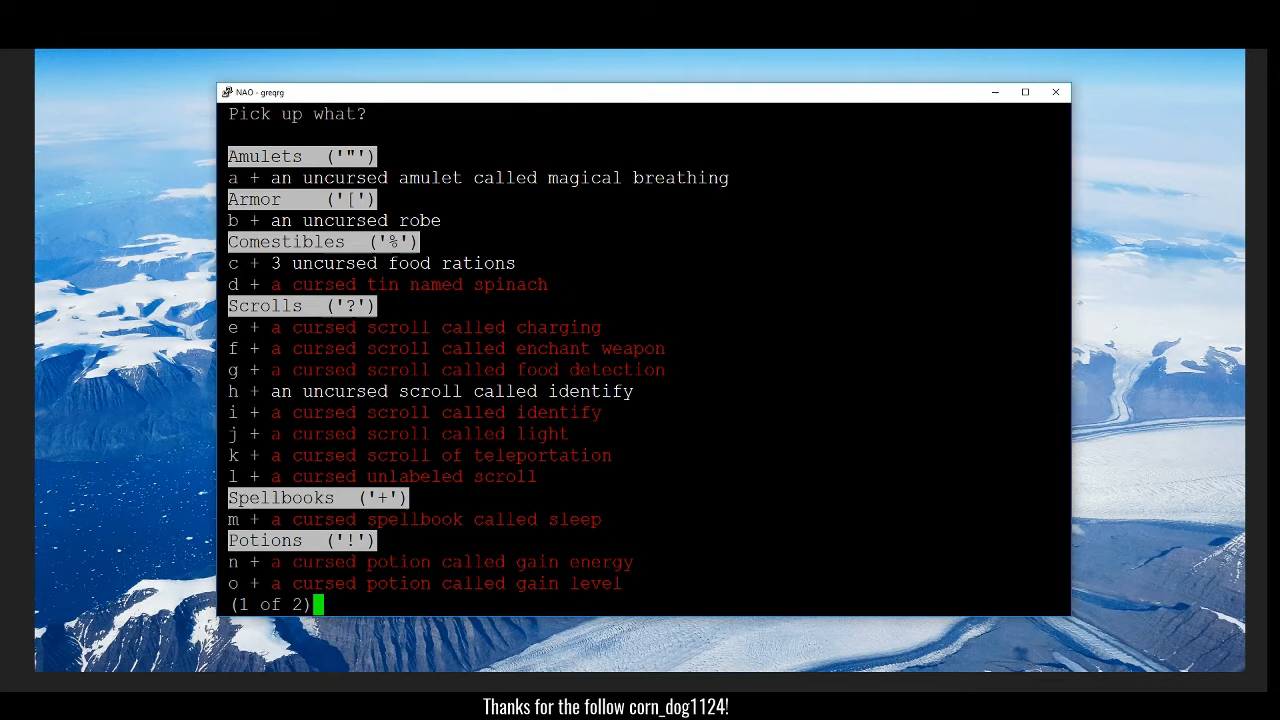 NAO - greqrg
Pick up what?
Amulets ('"')
a + an uncursed amulet called magical breathing
Armor ('[')
b + an uncursed robe
Comestibles ('%')
c + 3 uncursed food rations
d + a cursed tin named spinach
Scrolls ('?')
e + a cursed scroll called charging
f + a cursed scroll called enchant weapon
g + a cursed scroll called food detection
h + an uncursed scroll called identify
i + a cursed scroll called identify
j + a cursed scroll called light
k + a cursed scroll of teleportation
l + a cursed unlabeled scroll
Spellbooks ('+')
m + a cursed spellbook called sleep
Potions ('!')
n + a cursed potion called gain energy
o + a cursed potion called gain level
(1 of 2)
Thanks for the follow corn_dog1124!